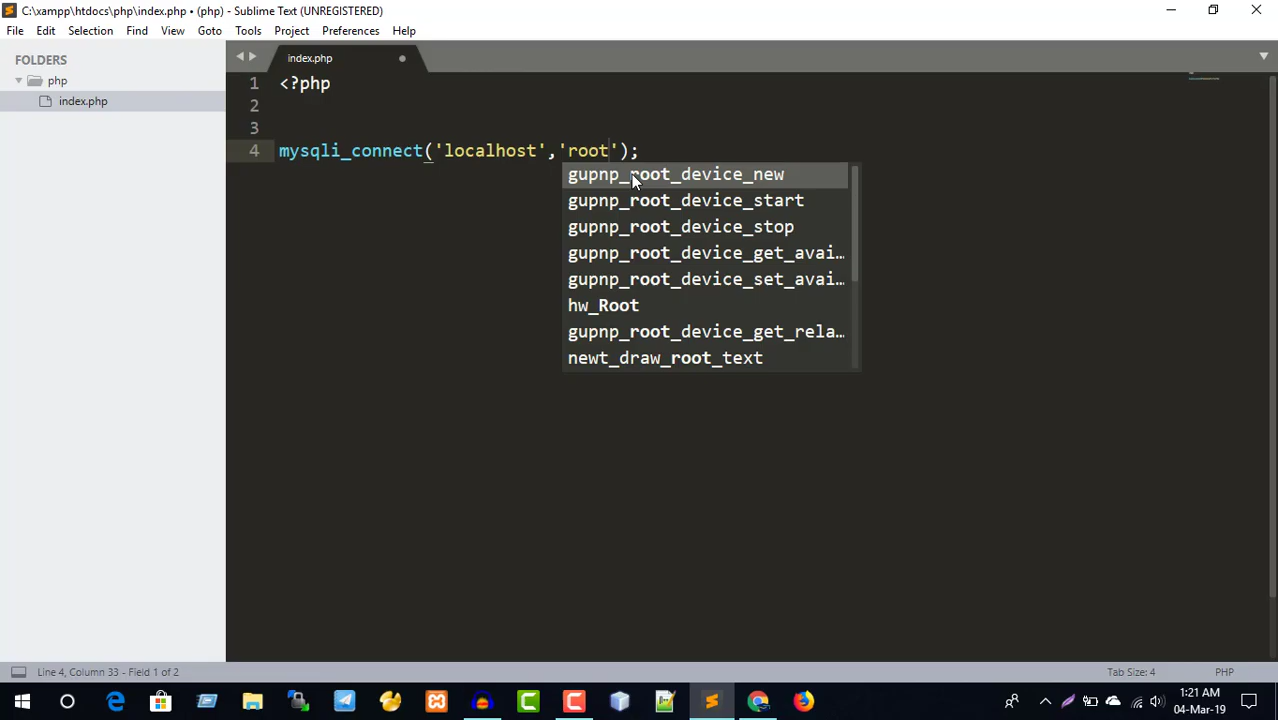 C:\xampp\htdocs\php\index.php • (php) - Sublime Text (UNREGISTERED)
File Edit Selection Find View Goto Tools Project Preferences Help
FOLDERS
php
index.php
index.php
1 <?php
2
3
4 mysqli_connect('localhost','root');
gupnp_root_device_new
gupnp_root_device_start
gupnp_root_device_stop
gupnp_root_device_get_avai…
gupnp_root_device_set_avai…
hw_Root
gupnp_root_device_get_rela…
newt_draw_root_text
Line 4, Column 33 - Field 1 of 2
Tab Size: 4
PHP
1:21 AM
04-Mar-19